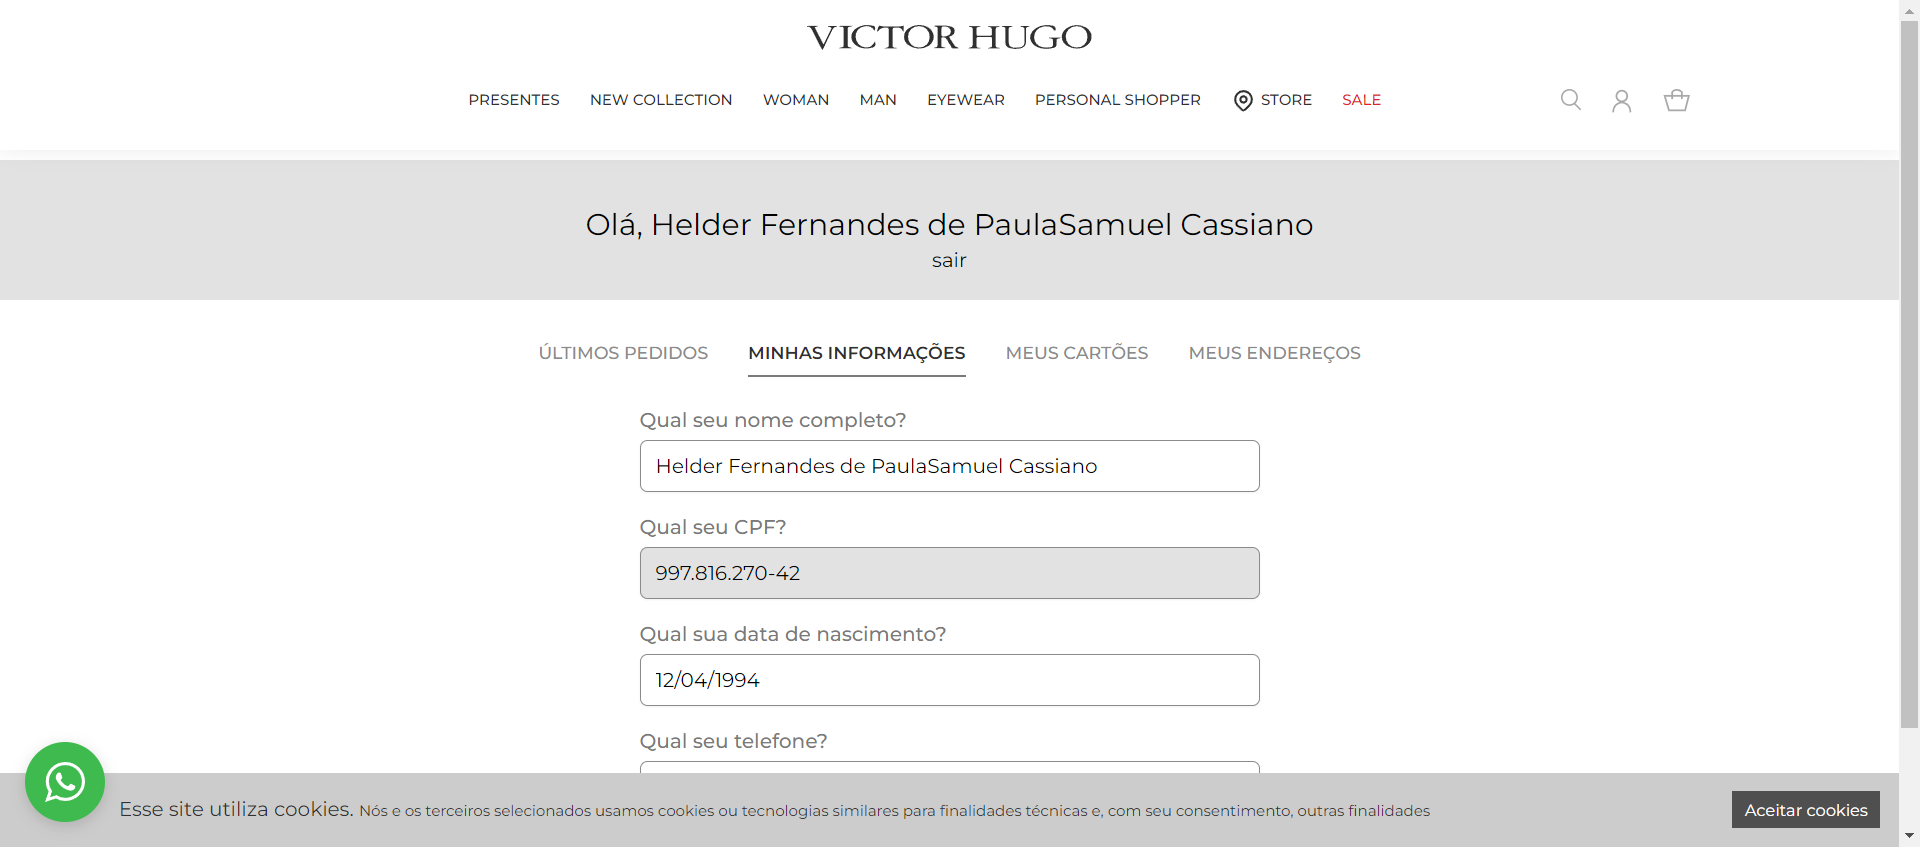 VICTOR HUGO
PRESENTES NEW COLLECTION WOMAN MAN EYEWEAR PERSONAL SHOPPER STORE SALE
Olá, Helder Fernandes de PaulaSamuel Cassiano
sair
ÚLTIMOS PEDIDOS MINHAS INFORMAÇÕES MEUS CARTÕES MEUS ENDEREÇOS
Qual seu nome completo?
Helder Fernandes de PaulaSamuel Cassiano
Qual seu CPF?
997.816.270-42
Qual sua data de nascimento?
12/04/1994
Qual seu telefone?
Esse site utiliza cookies. Nós e os terceiros selecionados usamos cookies ou tecnologias similares para finalidades técnicas e, com seu consentimento, outras finalidades
Aceitar cookies